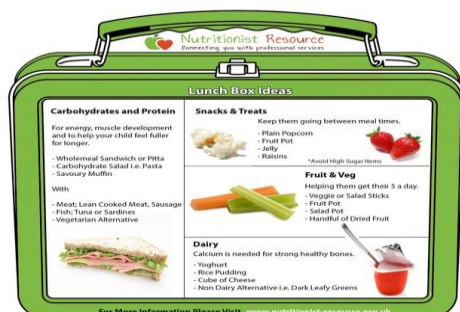 Nutritionist Resource
Connecting you with professional services
Lunch Box Ideas
Carbohydrates and Protein
For energy, muscle development
and to help your child feel fuller
for longer.
- Wholemeal Sandwich or Pitta
- Carbohydrate Salad i.e. Pasta
- Savoury Muffin
With
- Meat; Lean Cooked Meat, Sausage
- Fish; Tuna or Sardines
- Vegetarian Alternative
Snacks & Treats
Keep them going between meal times.
- Plain Popcorn
- Fruit Pot
- Jelly
- Raisins
*Avoid High Sugar Items
Fruit & Veg
Helping them get their 5 a day.
- Veggie or Salad Sticks
- Fruit Pot
- Salad Pot
- Handful of Dried Fruit
Dairy
Calcium is needed for strong healthy bones.
- Yoghurt
- Rice Pudding
- Cube of Cheese
- Non Dairy Alternative i.e. Dark Leafy Greens
For More Information Please Visit www.nutritionist-resource.org.uk